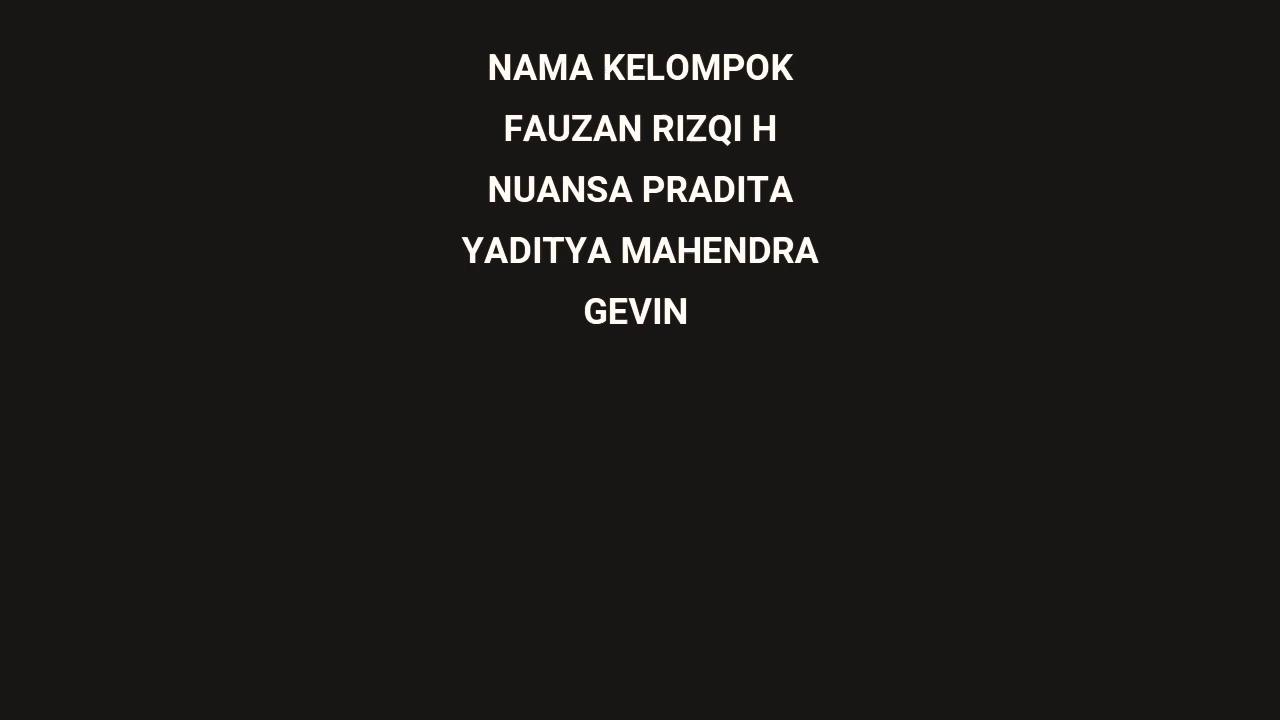 NAMA KELOMPOK
FAUZAN RIZQI H
NUANSA PRADITA
YADITYA MAHENDRA
GEVIN